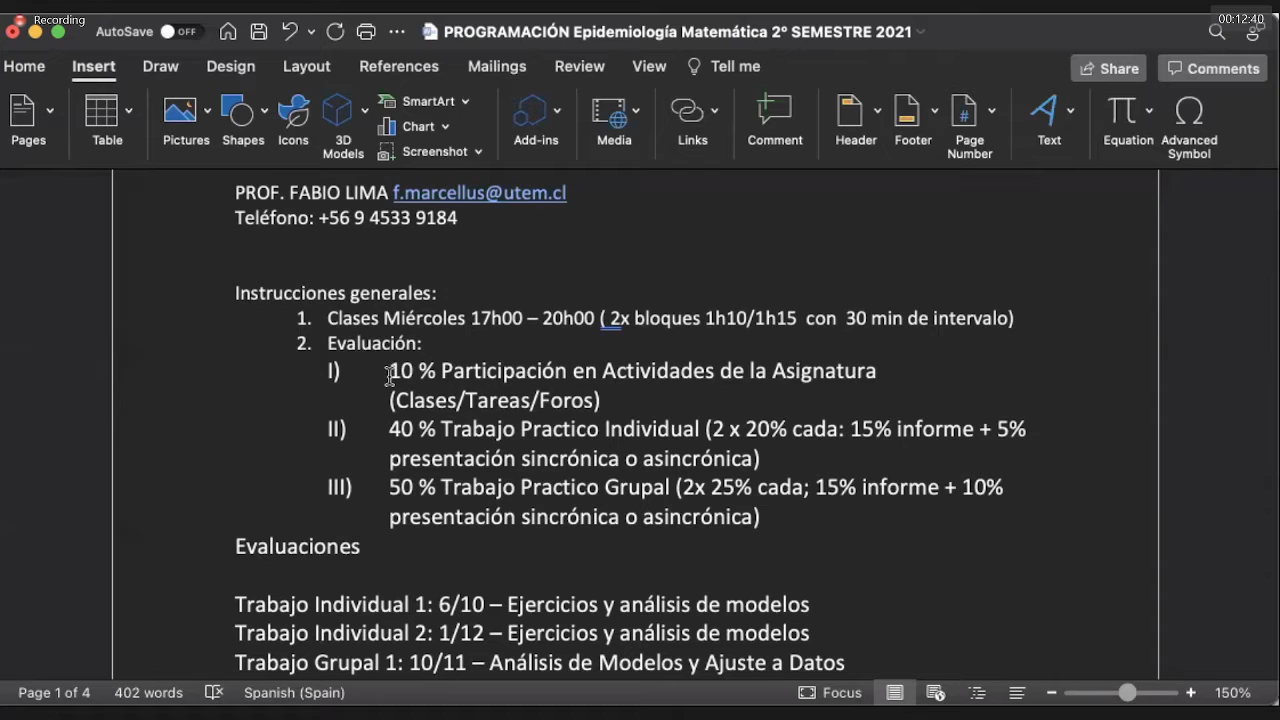 Recording
00:12:40
AutoSave OFF
PROGRAMACIÓN Epidemiología Matemática 2º SEMESTRE 2021
Home Insert Draw Design Layout References Mailings Review View Tell me Share Comments
Pages Table Pictures Shapes Icons 3D Models SmartArt Chart Screenshot Add-ins Media Links Comment Header Footer Page Number Text Equation Advanced Symbol
PROF. FABIO LIMA f.marcellus@utem.cl
Teléfono: +56 9 4533 9184
Instrucciones generales:
1. Clases Miércoles 17h00 – 20h00 ( 2x bloques 1h10/1h15 con 30 min de intervalo)
2. Evaluación:
I) 10 % Participación en Actividades de la Asignatura
(Clases/Tareas/Foros)
II) 40 % Trabajo Practico Individual (2 x 20% cada: 15% informe + 5%
presentación sincrónica o asincrónica)
III) 50 % Trabajo Practico Grupal (2x 25% cada; 15% informe + 10%
presentación sincrónica o asincrónica)
Evaluaciones
Trabajo Individual 1: 6/10 – Ejercicios y análisis de modelos
Trabajo Individual 2: 1/12 – Ejercicios y análisis de modelos
Trabajo Grupal 1: 10/11 – Análisis de Modelos y Ajuste a Datos
Page 1 of 4 402 words Spanish (Spain) Focus 150%